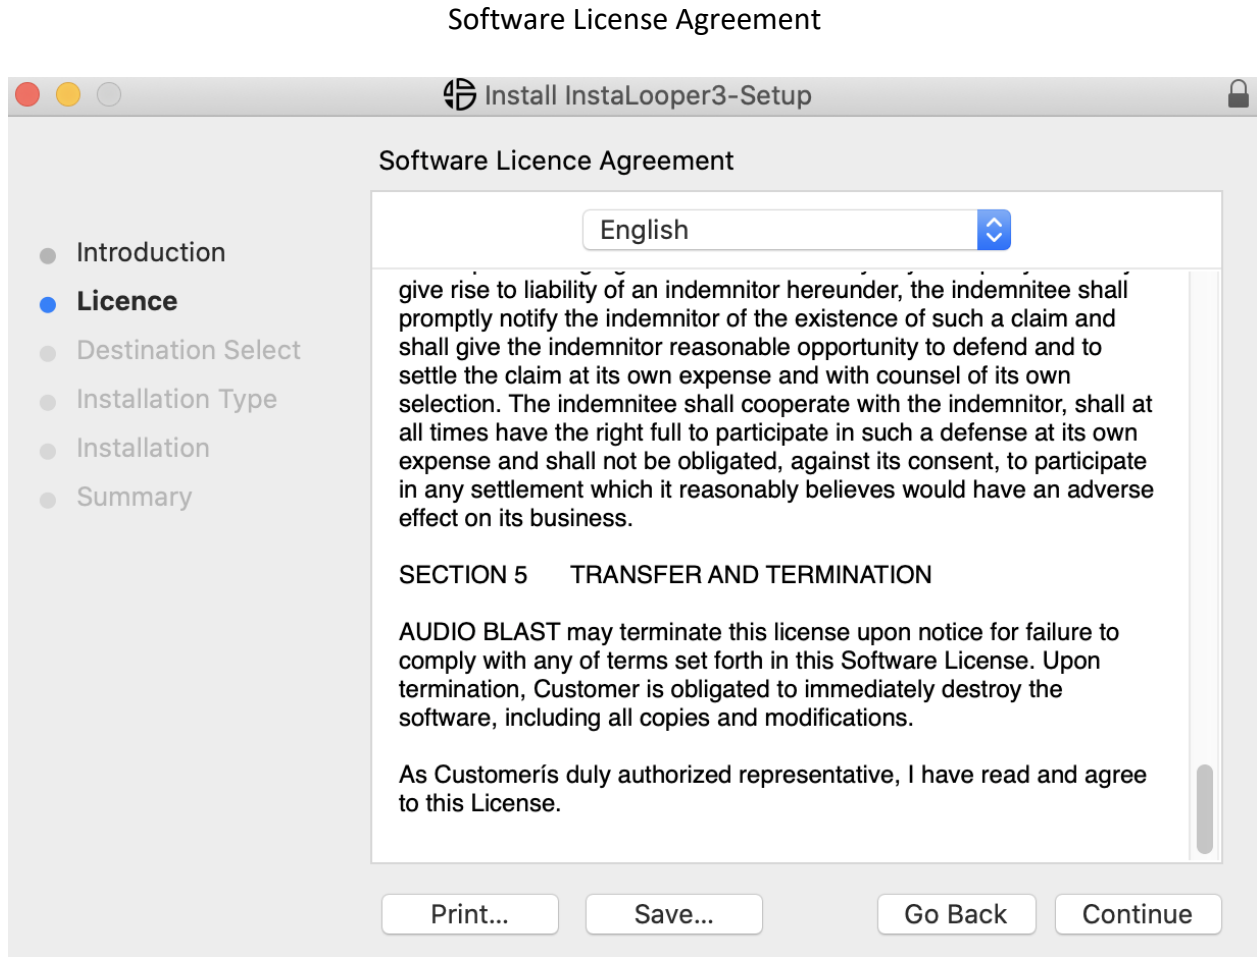 Software License Agreement
Install InstaLooper3-Setup
Software Licence Agreement
English
Introduction
Licence
Destination Select
Installation Type
Installation
Summary
give rise to liability of an indemnitor hereunder, the indemnitee shall
promptly notify the indemnitor of the existence of such a claim and
shall give the indemnitor reasonable opportunity to defend and to
settle the claim at its own expense and with counsel of its own
selection. The indemnitee shall cooperate with the indemnitor, shall at
all times have the right full to participate in such a defense at its own
expense and shall not be obligated, against its consent, to participate
in any settlement which it reasonably believes would have an adverse
effect on its business.
SECTION 5 TRANSFER AND TERMINATION
AUDIO BLAST may terminate this license upon notice for failure to
comply with any of terms set forth in this Software License. Upon
termination, Customer is obligated to immediately destroy the
software, including all copies and modifications.
As Customerís duly authorized representative, I have read and agree
to this License.
Print...
Save...
Go Back
Continue